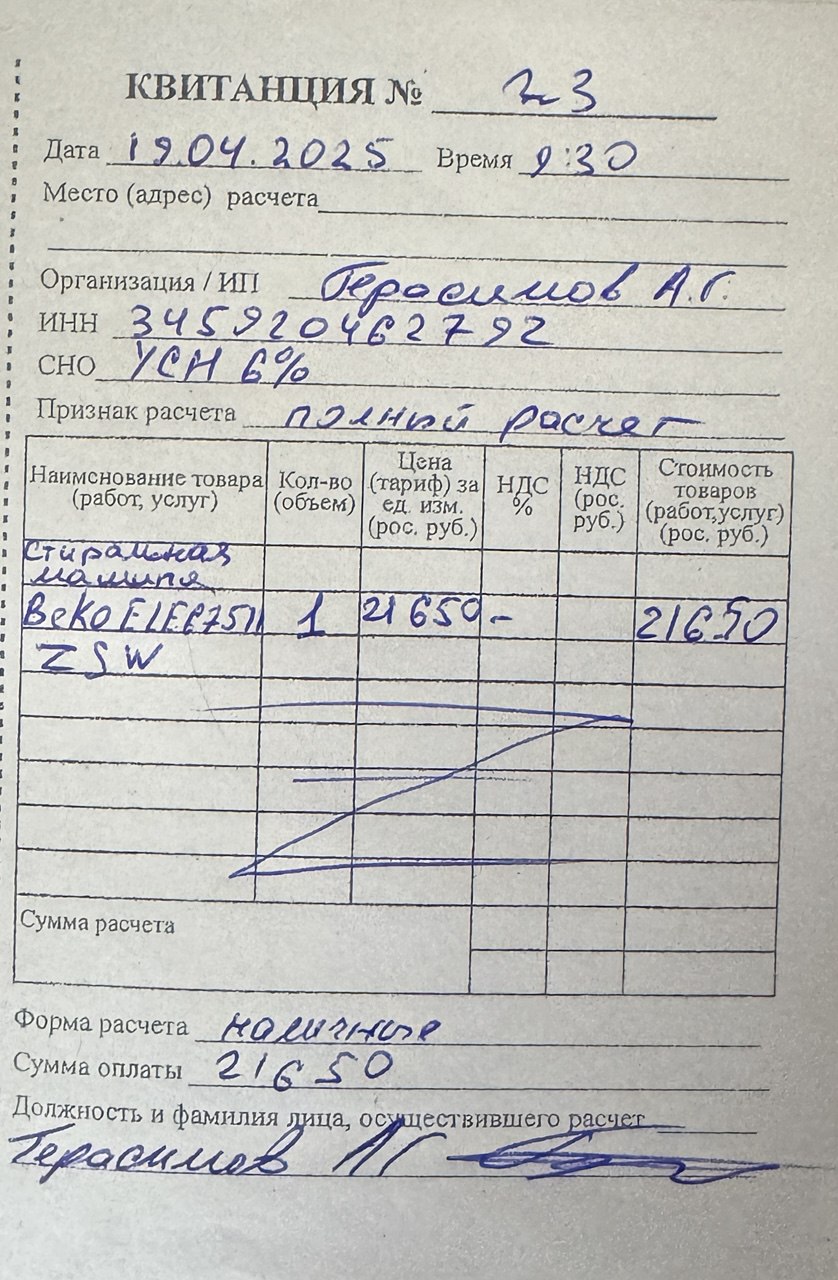 КВИТАНЦИЯ № 23
Дата 19.04.2025 Время 9:30
Место (адрес) расчета
Организация / ИП Герасимов А.Г.
ИНН 345920462792
СНО УСН 6%
Признак расчета полный расчет
Наименование товара (работ, услуг) Кол-во (объем) Цена (тариф) за ед. изм. (рос. руб.) НДС % НДС (рос. руб.) Стоимость товаров (работ,услуг) (рос. руб.)
стиральная
машина
Beko 1 21650 - 21650
ZSW
Сумма расчета
Форма расчета наличные
Сумма оплаты 21650
Должность и фамилия лица, осуществившего расчет
Герасимов АГ